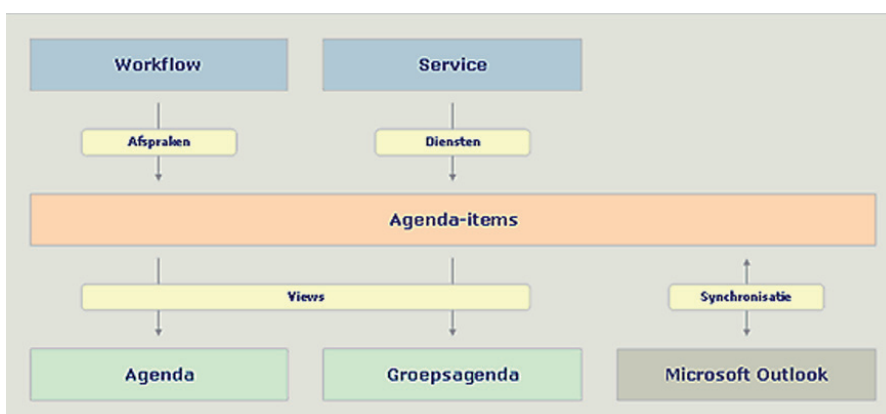 Workflow
Service
Afspraken
Diensten
Agenda-items
Views
Synchronisatie
Agenda
Groepsagenda
Microsoft Outlook